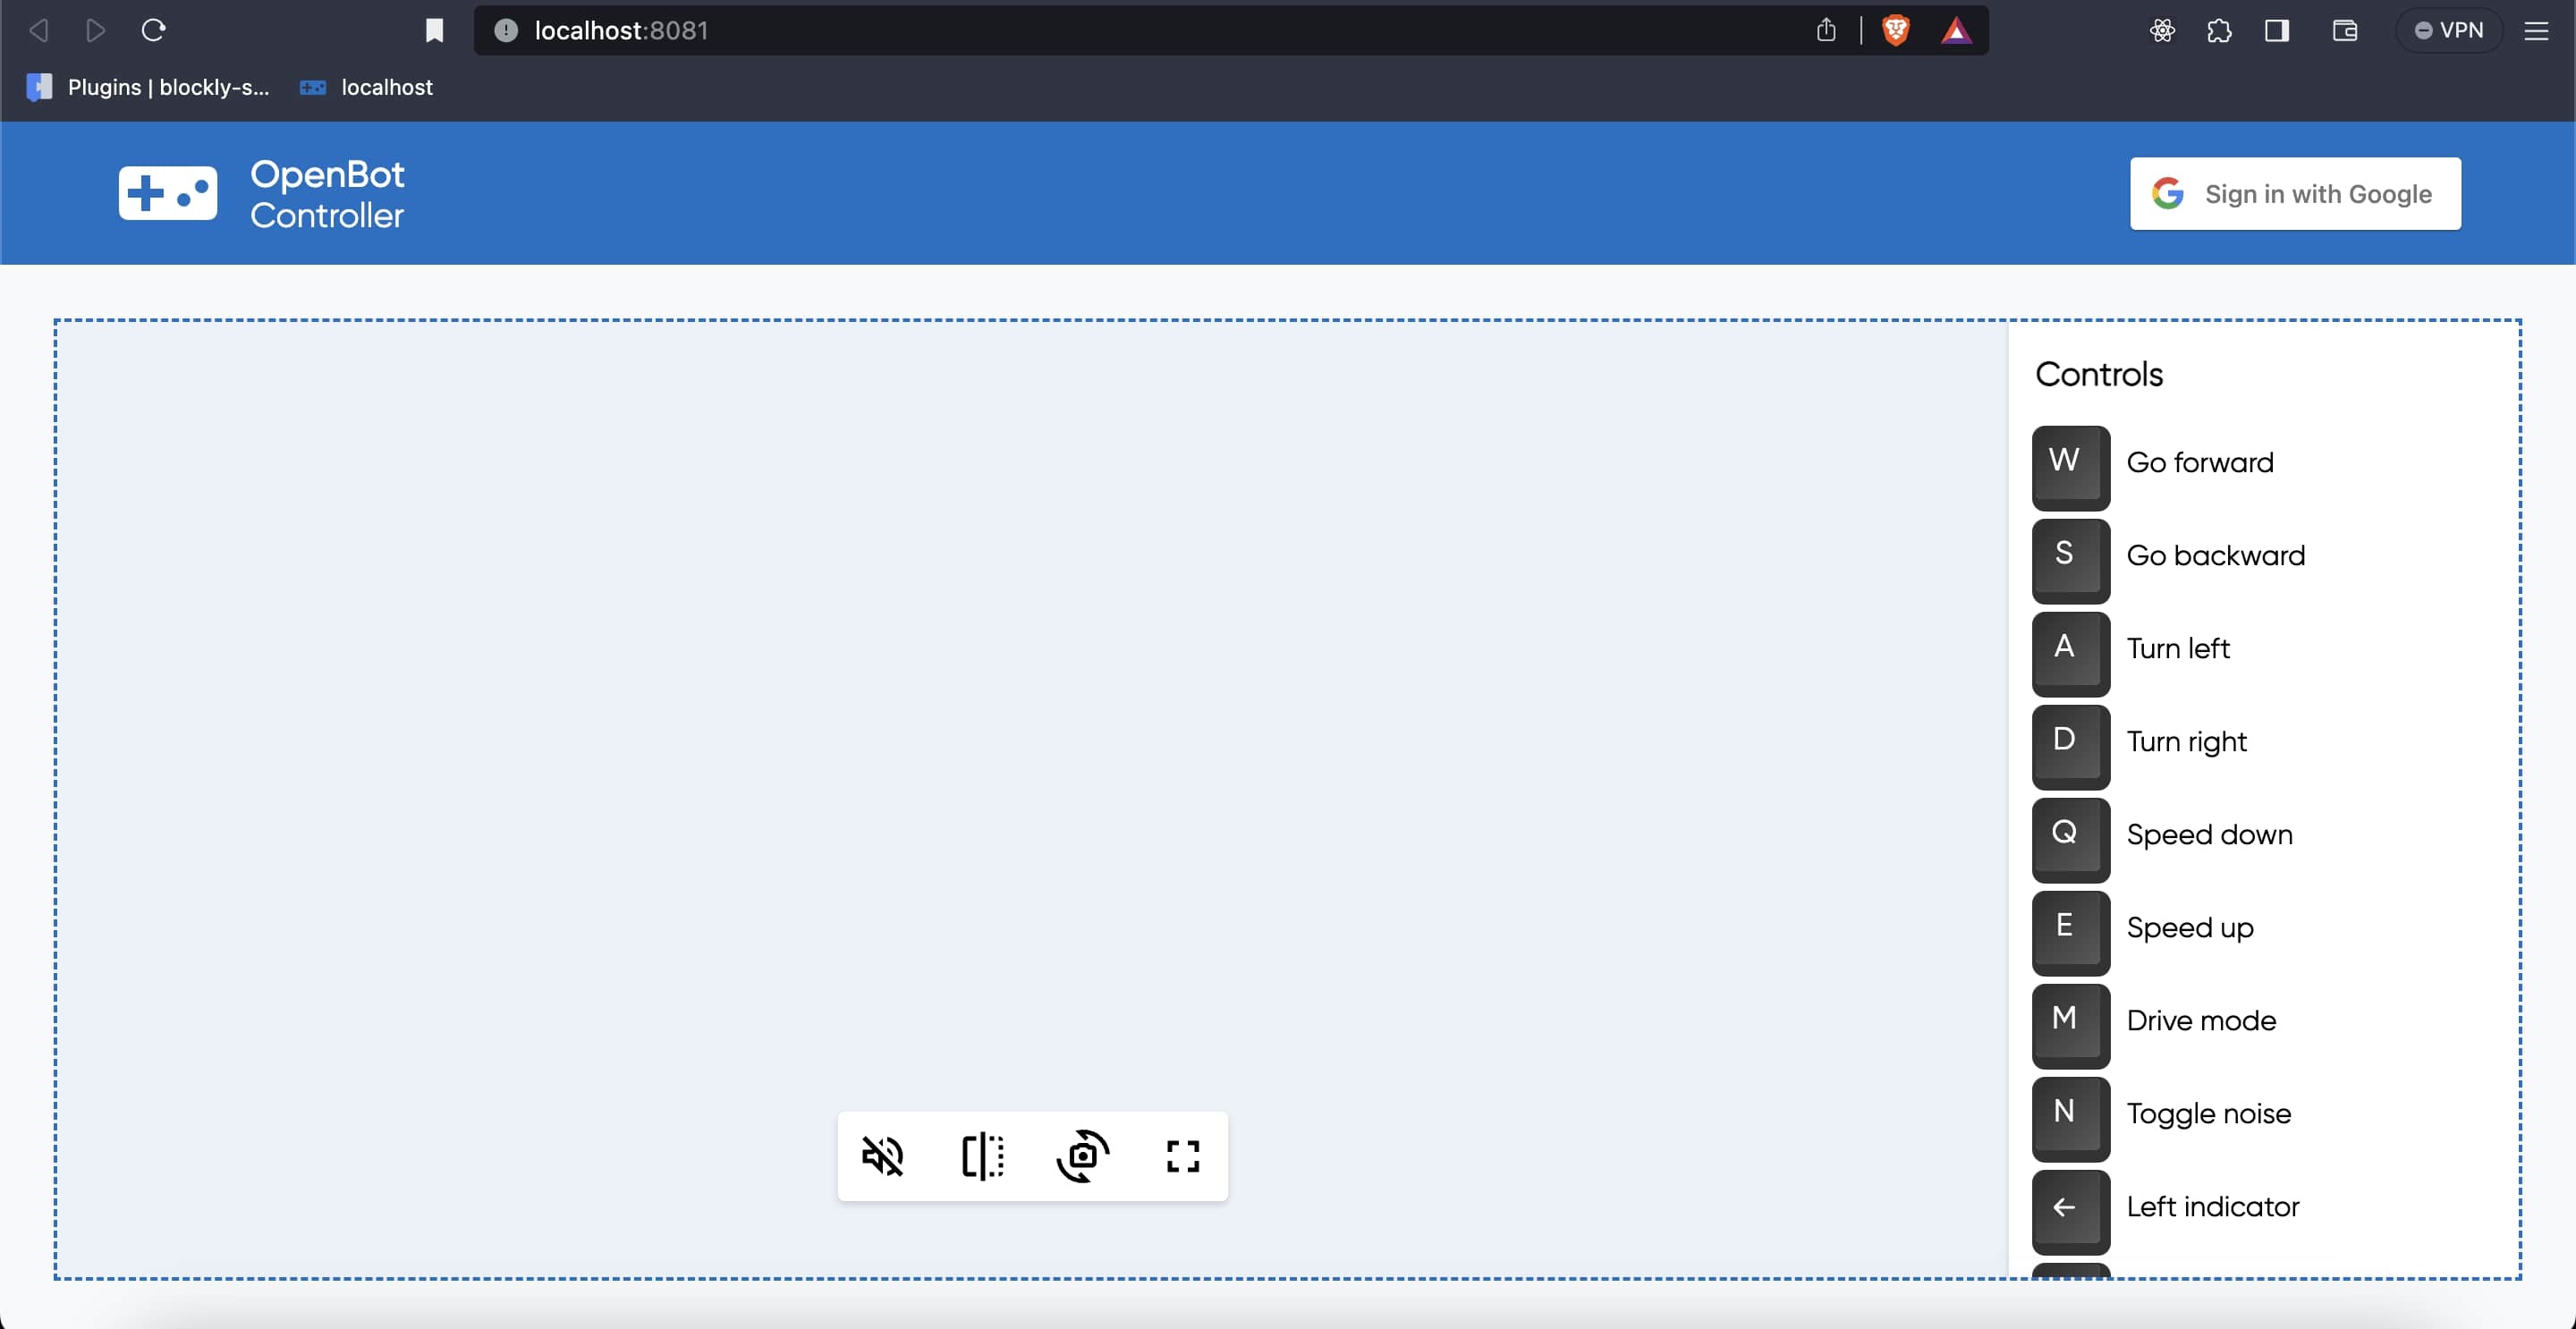 localhost:8081
VPN
Plugins | blockly-s...
localhost
OpenBot
Controller
Sign in with Google
Controls
W Go forward
S Go backward
A Turn left
D Turn right
Q Speed down
E Speed up
M Drive mode
N Toggle noise
← Left indicator